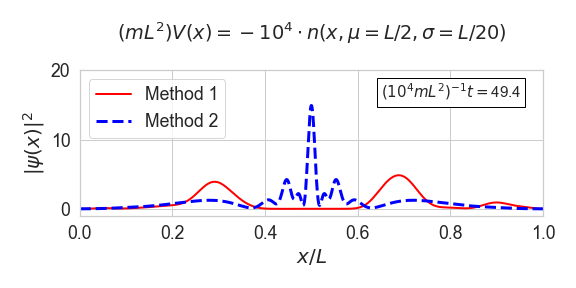 (mL²)V(x) = −10⁴ · n(x, μ = L/2, σ = L/20)
20
10
0
|ψ(x)|²
Method 1
Method 2
(10⁴mL²)⁻¹t = 49.4
0.0 0.2 0.4 0.6 0.8 1.0
x/L